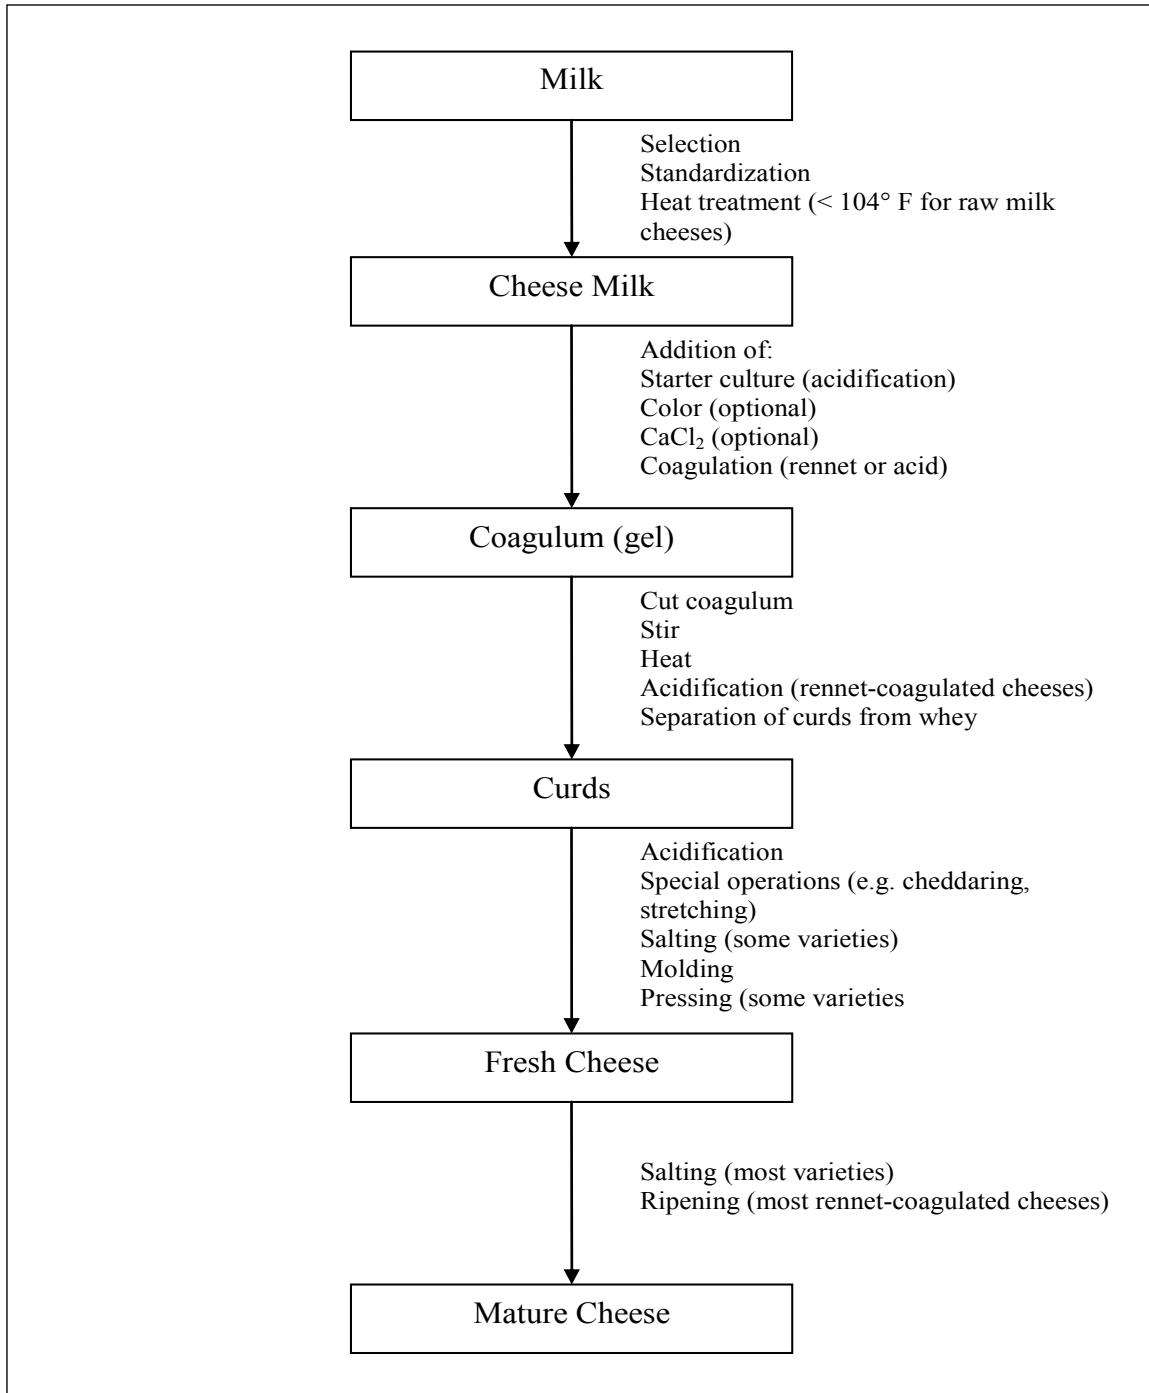 Milk
Selection
Standardization
Heat treatment (< 104° F for raw milk
cheeses)
Cheese Milk
Addition of:
Starter culture (acidification)
Color (optional)
CaCl₂ (optional)
Coagulation (rennet or acid)
Coagulum (gel)
Cut coagulum
Stir
Heat
Acidification (rennet-coagulated cheeses)
Separation of curds from whey
Curds
Acidification
Special operations (e.g. cheddaring,
stretching)
Salting (some varieties)
Molding
Pressing (some varieties
Fresh Cheese
Salting (most varieties)
Ripening (most rennet-coagulated cheeses)
Mature Cheese